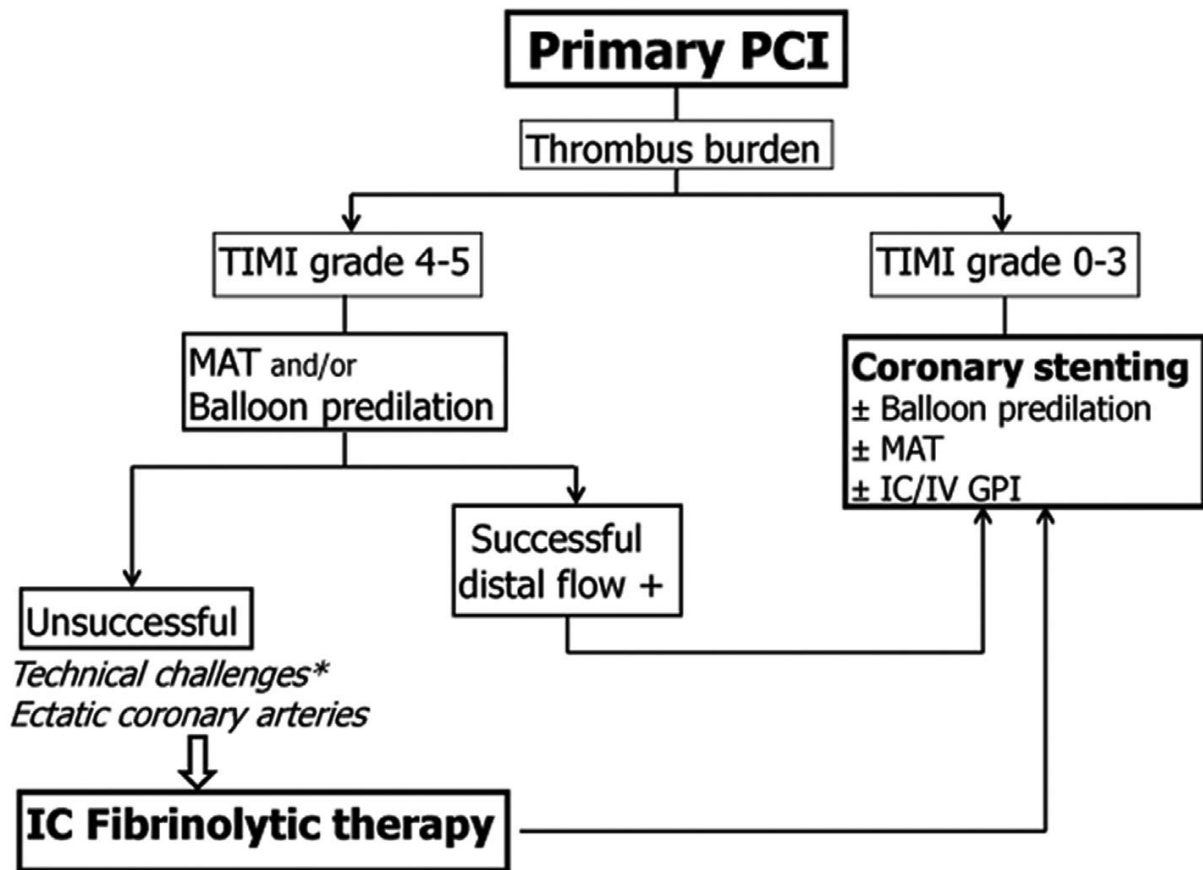 Primary PCI
Thrombus burden
TIMI grade 4-5
TIMI grade 0-3
MAT and/or
Balloon predilation
Coronary stenting
± Balloon predilation
± MAT
± IC/IV GPI
Successful
distal flow +
Unsuccessful
Technical challenges*
Ectatic coronary arteries
IC Fibrinolytic therapy